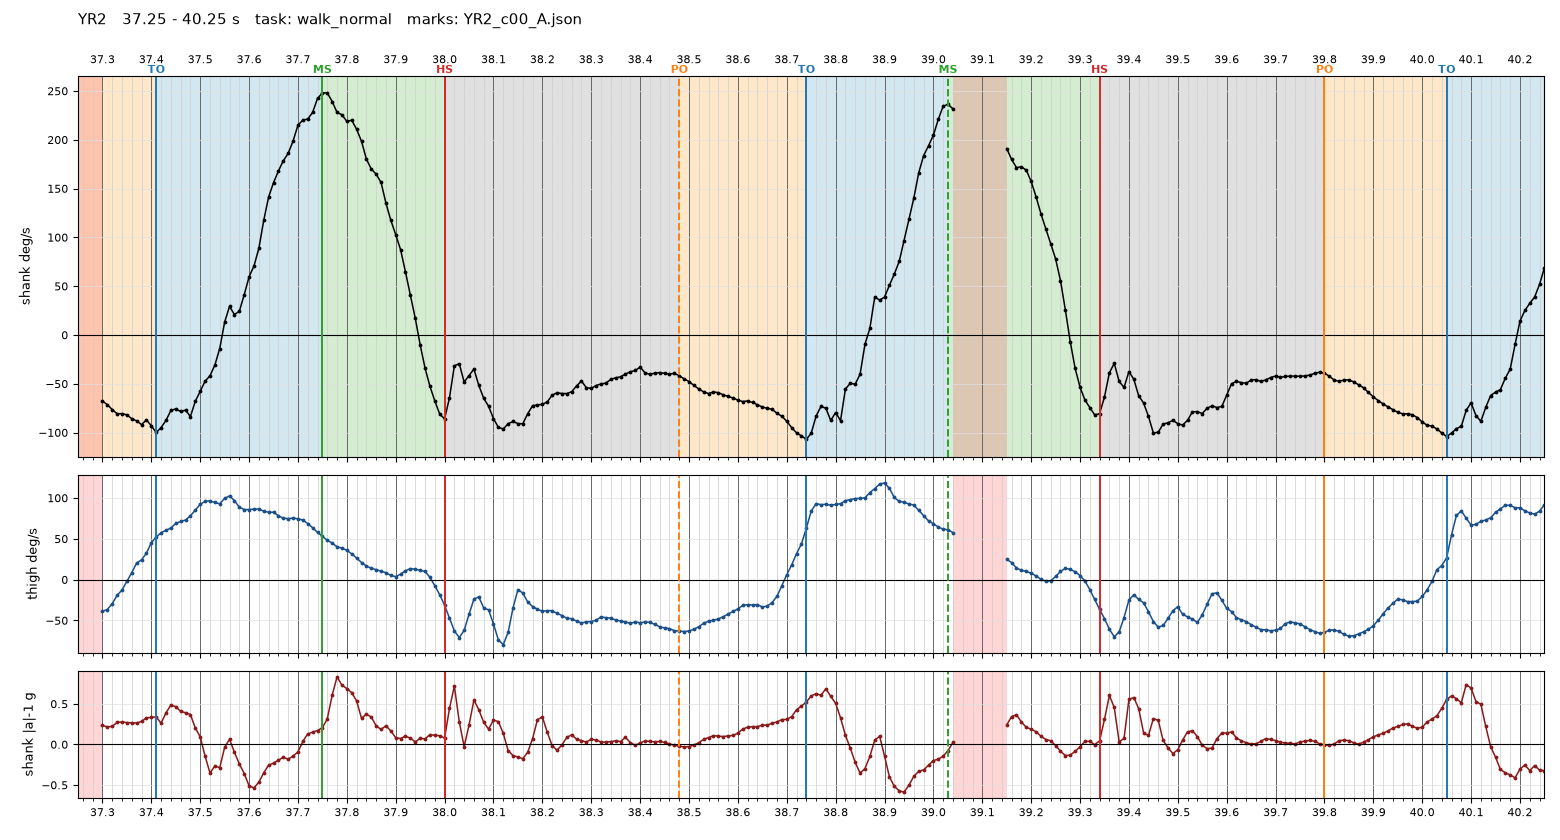 YR2   37.25 - 40.25 s   task: walk_normal   marks: YR2_c00_A.json
37.3 37.4 37.5 37.6 37.7 37.8 37.9 38.0 38.1 38.2 38.3 38.4 38.5 38.6 38.7 38.8 38.9 39.0 39.1 39.2 39.3 39.4 39.5 39.6 39.7 39.8 39.9 40.0 40.1 40.2
TO MS HS PO TO MS HS PO TO
shank deg/s
250
200
150
100
50
0
−50
−100
thigh deg/s
100
50
0
−50
shank |a|-1 g
0.5
0.0
−0.5
37.3 37.4 37.5 37.6 37.7 37.8 37.9 38.0 38.1 38.2 38.3 38.4 38.5 38.6 38.7 38.8 38.9 39.0 39.1 39.2 39.3 39.4 39.5 39.6 39.7 39.8 39.9 40.0 40.1 40.2